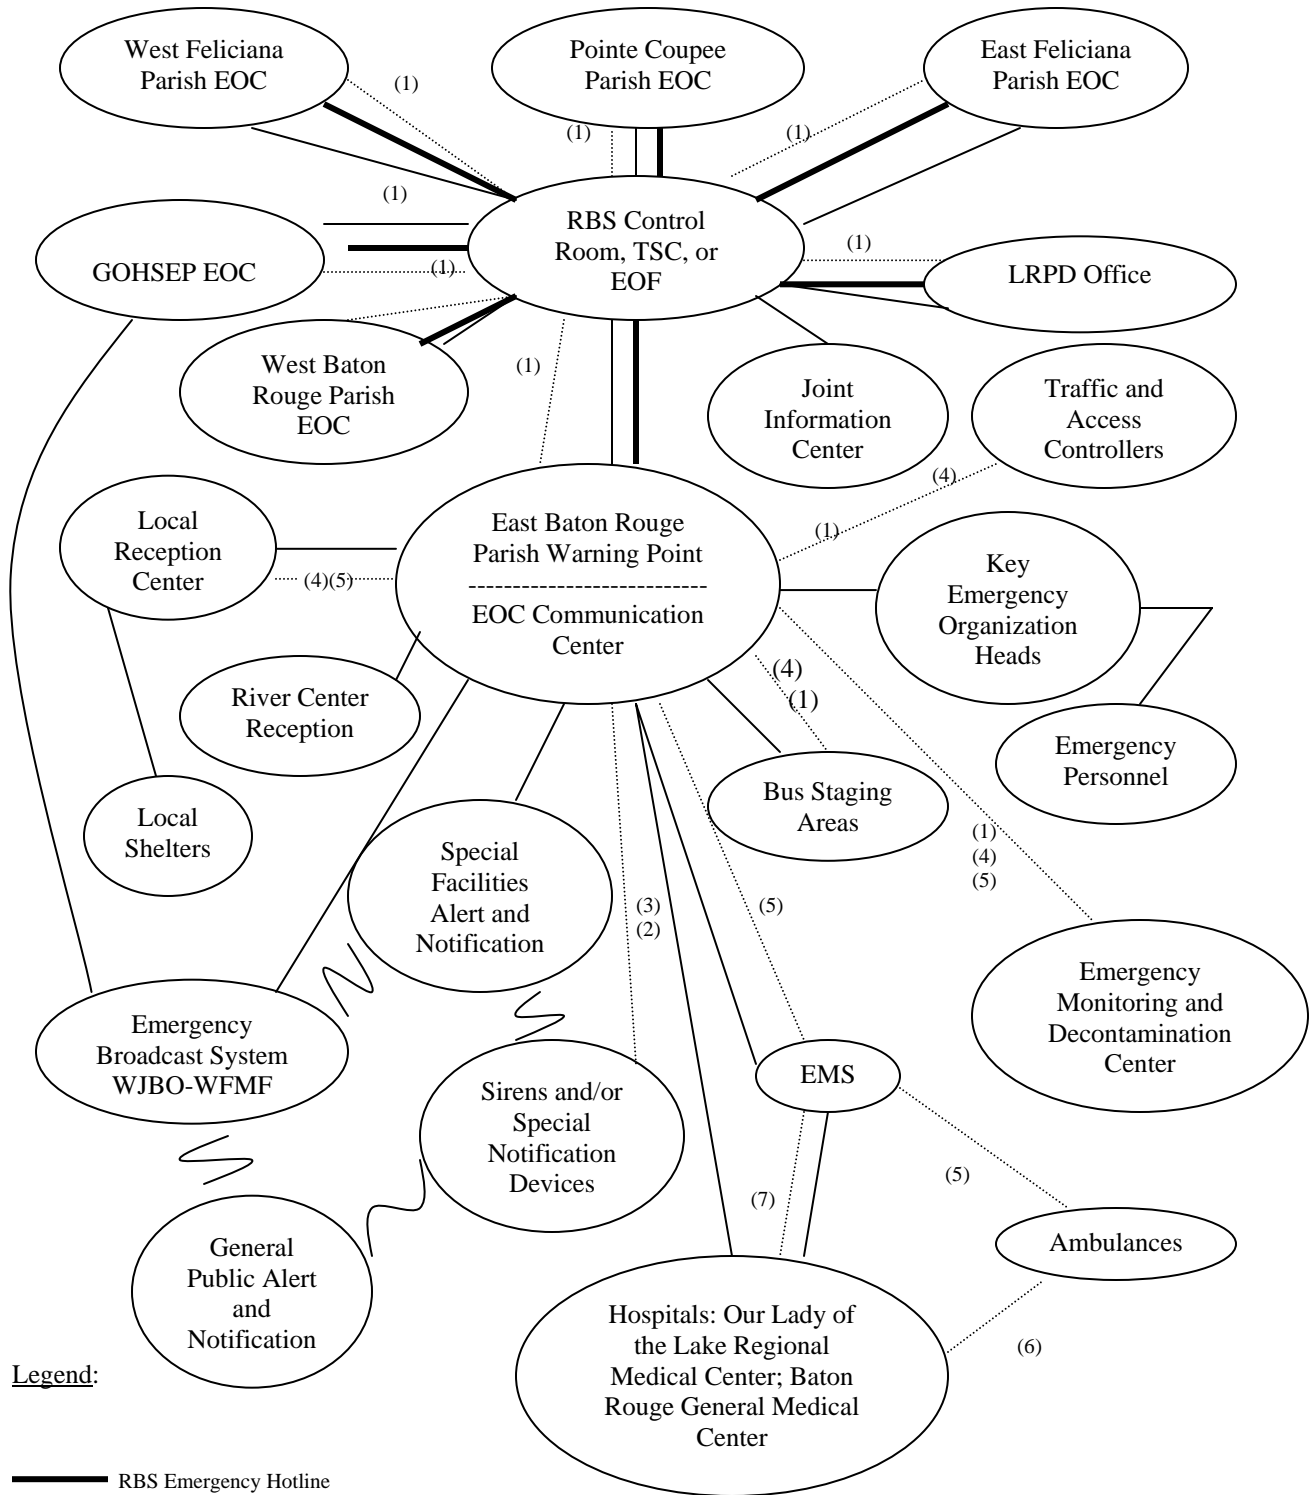 West Feliciana
Parish EOC
Pointe Coupee
Parish EOC
East Feliciana
Parish EOC
(1)
(1)
(1)
(1)
RBS Control
Room, TSC, or
EOF
(1)
GOHSEP EOC
(1)
LRPD Office
West Baton
Rouge Parish
EOC
(1)
Joint
Information
Center
Traffic and
Access
Controllers
(4)
(1)
Local
Reception
Center
(4)(5)
East Baton Rouge
Parish Warning Point
---------------------------
EOC Communication
Center
Key
Emergency
Organization
Heads
River Center
Reception
(4)
(1)
Emergency
Personnel
Bus Staging
Areas
Local
Shelters
(1)
(4)
(5)
Special
Facilities
Alert and
Notification
(3)
(2)
(5)
Emergency
Monitoring and
Decontamination
Center
Emergency
Broadcast System
WJBO-WFMF
EMS
Sirens and/or
Special
Notification
Devices
(5)
(7)
Ambulances
General
Public Alert
and
Notification
Hospitals: Our Lady of
the Lake Regional
Medical Center; Baton
Rouge General Medical
Center
(6)
Legend:
RBS Emergency Hotline